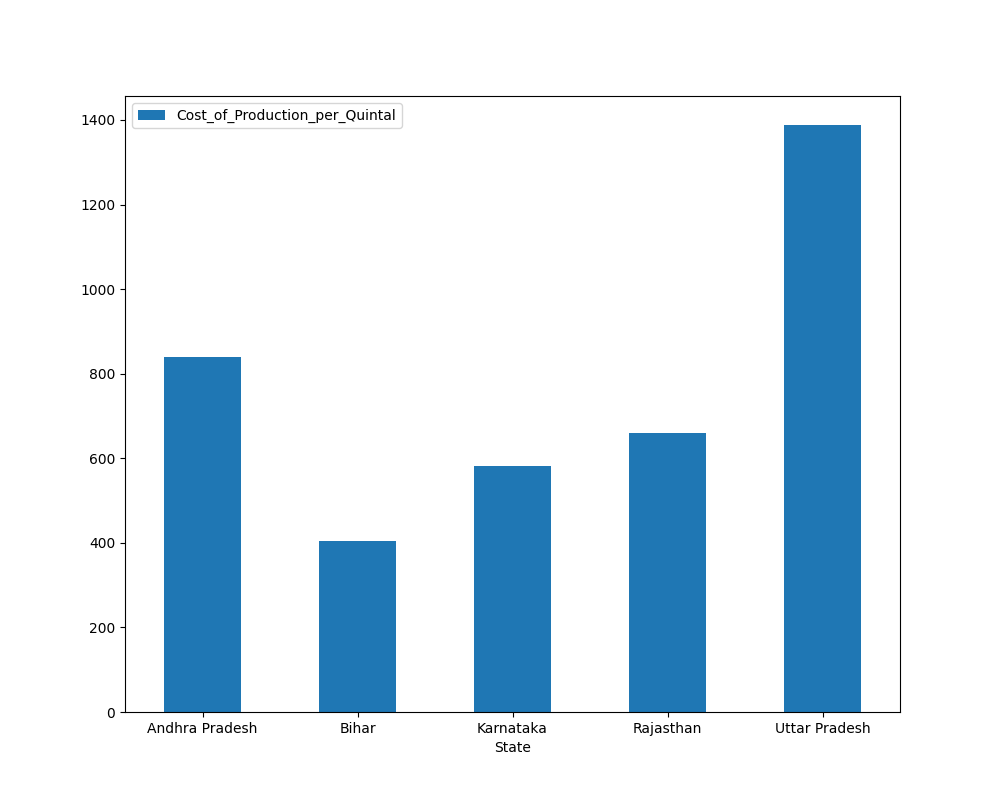 Cost_of_Production_per_Quintal
1400
1200
1000
800
600
400
200
0
Andhra Pradesh Bihar Karnataka Rajasthan Uttar Pradesh
State